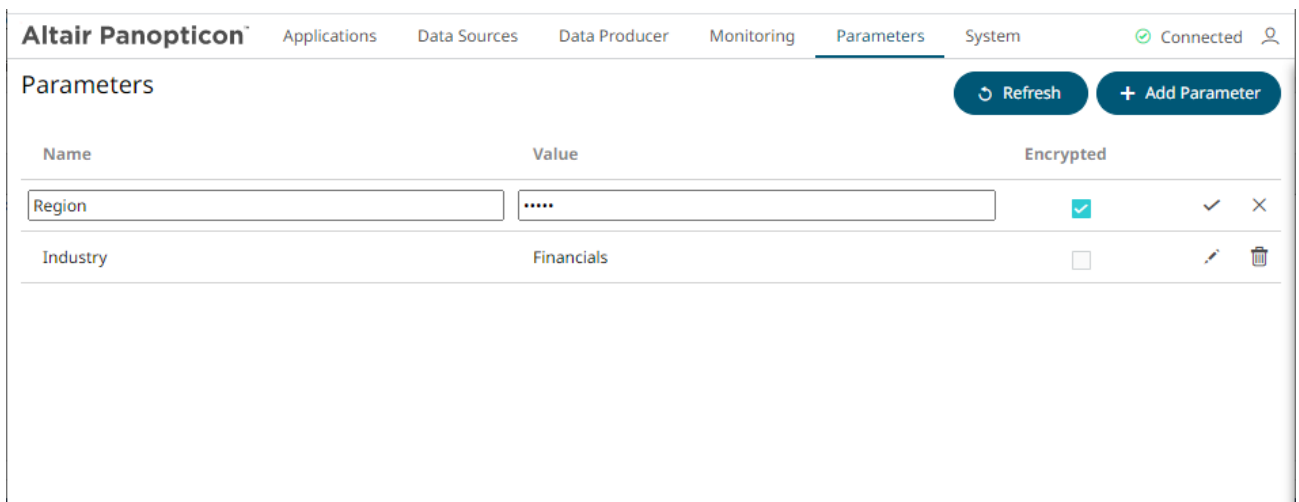 Altair Panopticon™ Applications Data Sources Data Producer Monitoring Parameters System Connected
Parameters Refresh + Add Parameter
Name Value Encrypted
Region •••••
Industry Financials